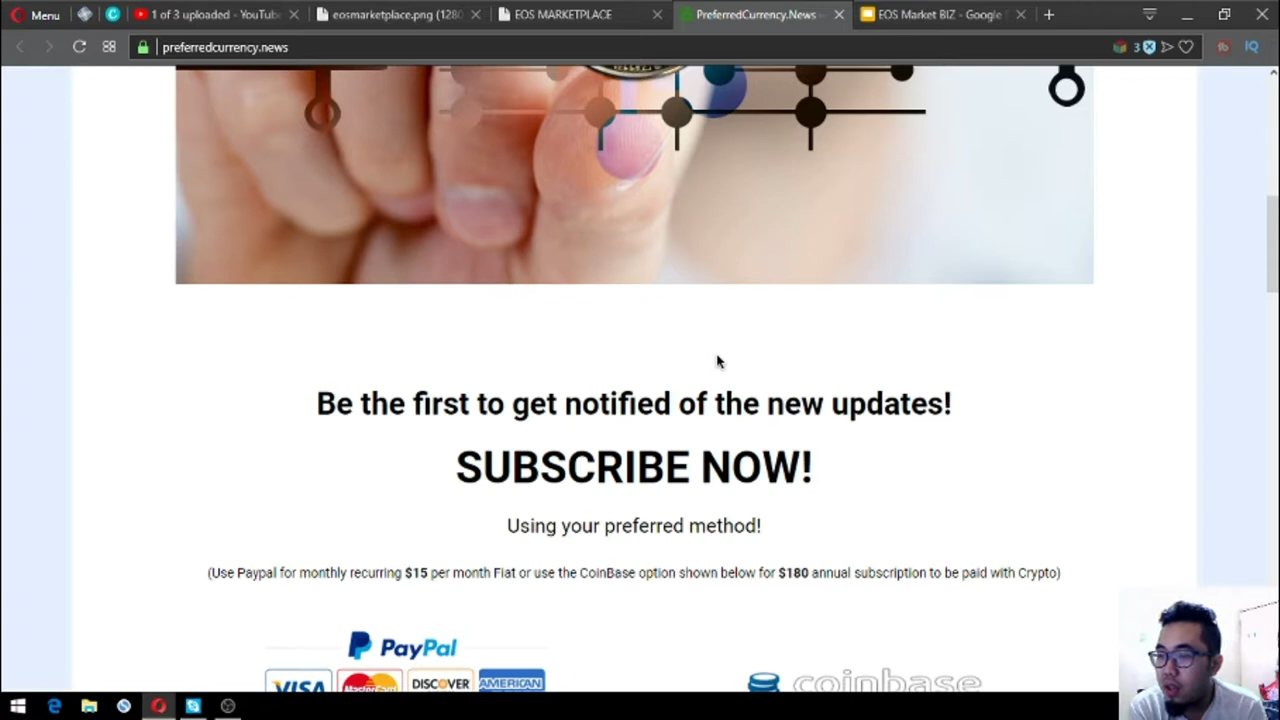 Menu
1 of 3 uploaded - YouTub
eosmarketplace.png (128
EOS MARKETPLACE
PreferredCurrency.News
EOS Market BIZ - Google
preferredcurrency.news
3
Be the first to get notified of the new updates!
SUBSCRIBE NOW!
Using your preferred method!
(Use Paypal for monthly recurring $15 per month Fiat or use the CoinBase option shown below for $180 annual subscription to be paid with Crypto)
PayPal
VISA
MasterCard
DISCOVER
AMERICAN
coinbase